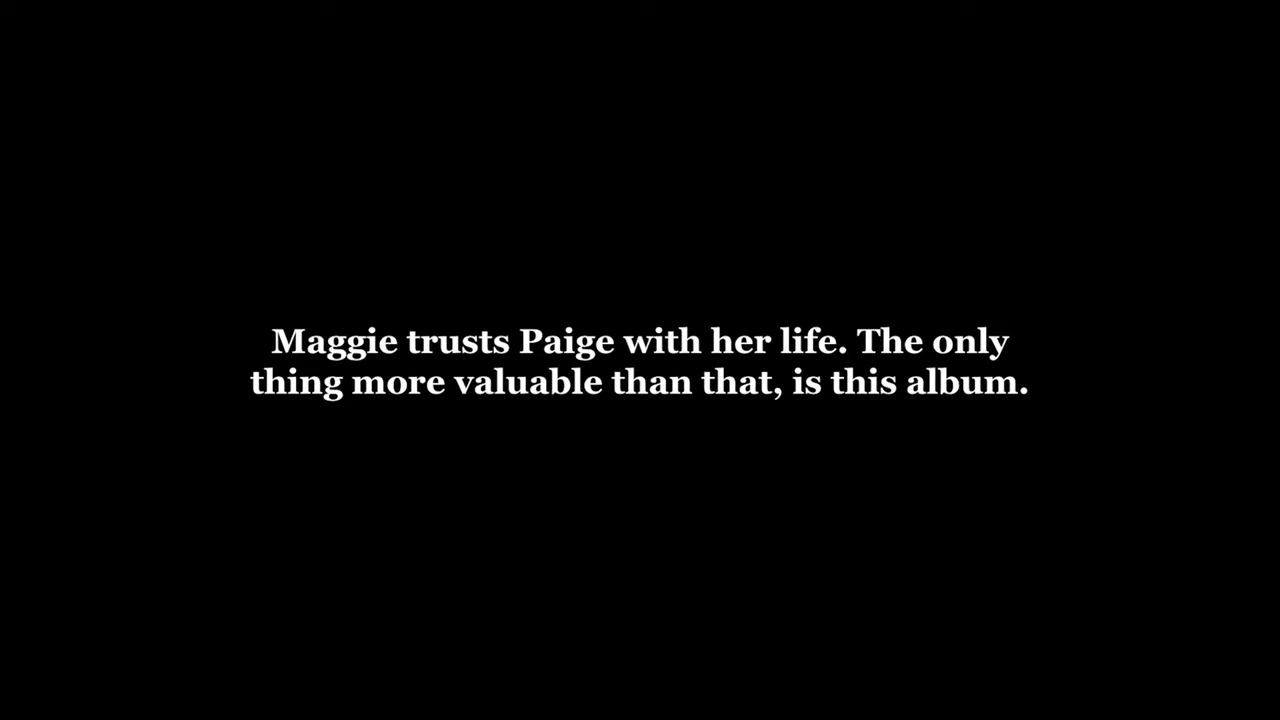 Maggie trusts Paige with her life. The only
thing more valuable than that, is this album.